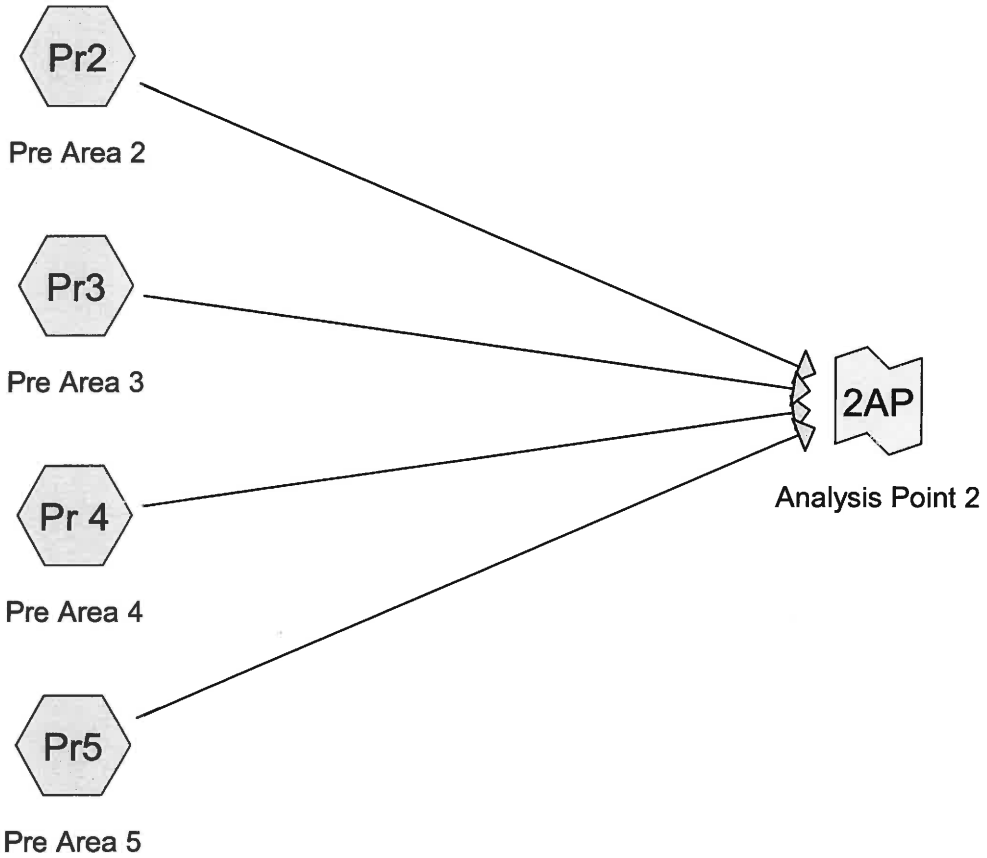 Pr2
Pre Area 2
Pr3
Pre Area 3
2AP
Analysis Point 2
Pr 4
Pre Area 4
Pr5
Pre Area 5